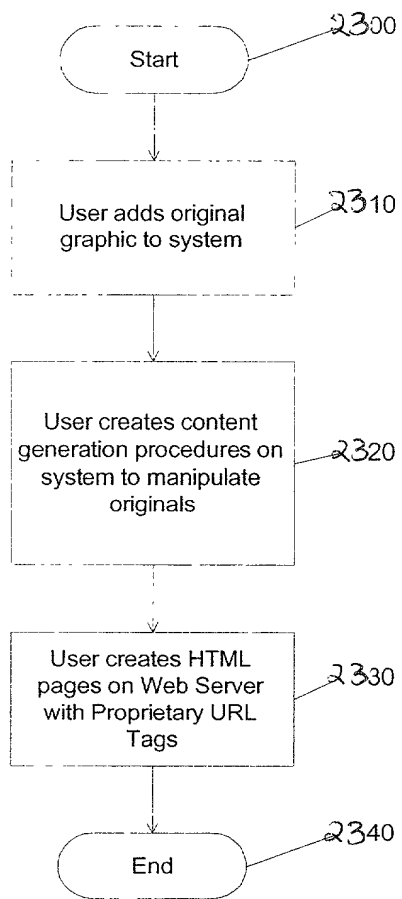 2300
Start
2310
User adds original
graphic to system
User creates content
generation procedures on
system to manipulate
originals
2320
User creates HTML
pages on Web Server
with Proprietary URL
Tags
2330
2340
End